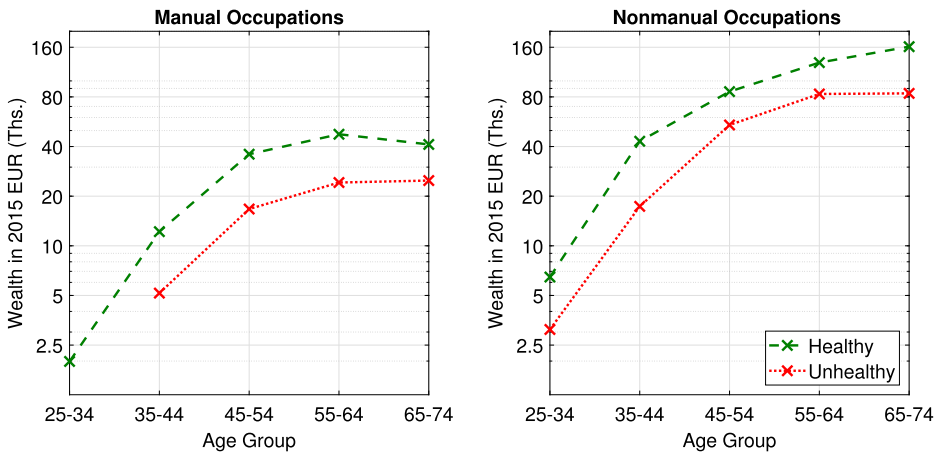 Manual Occupations
Wealth in 2015 EUR (Ths.)
160
80
40
20
10
5
2.5
25-34 35-44 45-54 55-64 65-74
Age Group
Nonmanual Occupations
Wealth in 2015 EUR (Ths.)
160
80
40
20
10
5
2.5
25-34 35-44 45-54 55-64 65-74
Age Group
Healthy
Unhealthy